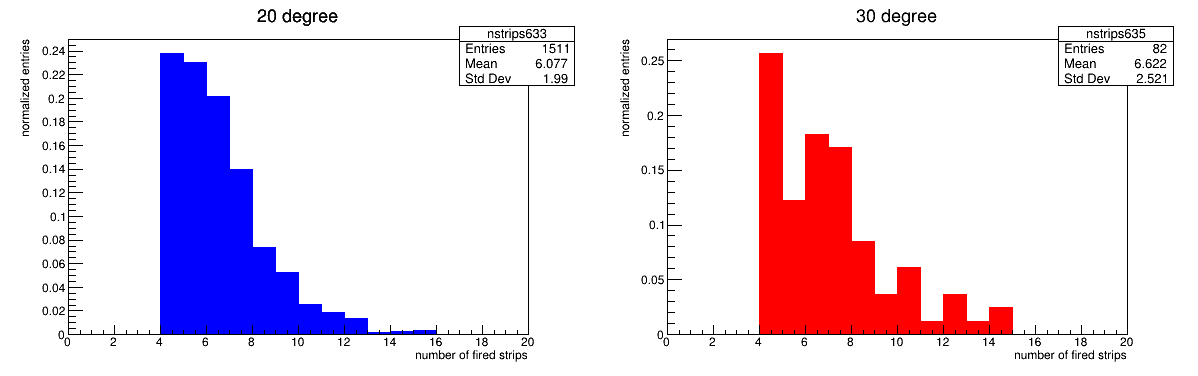 20 degree
nstrips633
Entries 1511
Mean 6.077
Std Dev 1.99
normalized entries
0.24
0.22
0.2
0.18
0.16
0.14
0.12
0.1
0.08
0.06
0.04
0.02
0
0 2 4 6 8 10 12 14 16 18 20
number of fired strips
30 degree
nstrips635
Entries 82
Mean 6.622
Std Dev 2.521
normalized entries
0.25
0.2
0.15
0.1
0.05
0
0 2 4 6 8 10 12 14 16 18 20
number of fired strips